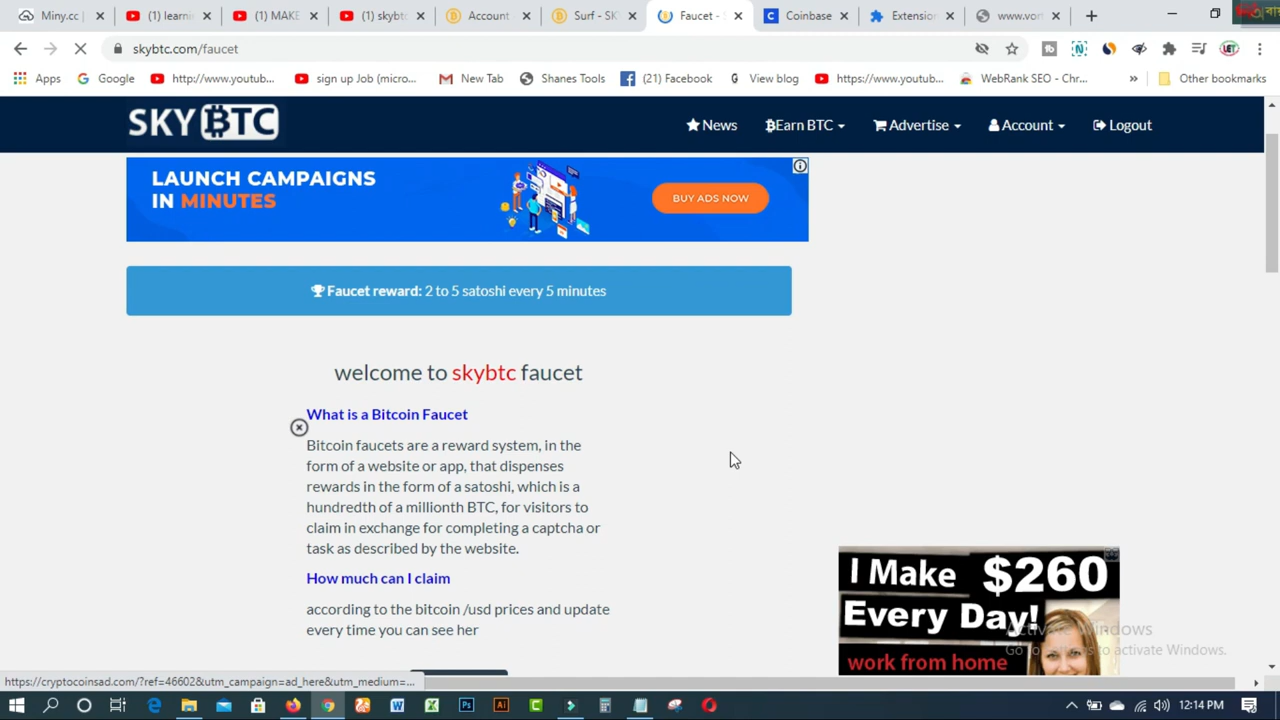 Miny.cc |
(1) learni
(1) MAKE
(1) skybtc
Account
Surf - SK
Faucet - S
Coinbase
Extension
www.vom
skybtc.com/faucet
Apps
Google
http://www.youtub...
sign up Job (micro...
New Tab
Shanes Tools
(21) Facebook
View blog
https://www.youtub...
WebRank SEO - Chr...
»
Other bookmarks
SKY BTC
News
Earn BTC
Advertise
Account
Logout
LAUNCH CAMPAIGNS
IN MINUTES
BUY ADS NOW
Faucet reward: 2 to 5 satoshi every 5 minutes
welcome to skybtc faucet
What is a Bitcoin Faucet
Bitcoin faucets are a reward system, in the
form of a website or app, that dispenses
rewards in the form of a satoshi, which is a
hundredth of a millionth BTC, for visitors to
claim in exchange for completing a captcha or
task as described by the website.
How much can I claim
according to the bitcoin /usd prices and update
every time you can see her
I Make $260
Every Day!
work from home
Activate Windows
Go to Settings to activate Windows.
https://cryptocoinsad.com/?ref=46602&utm_campaign=ad_here&utm_medium=...
12:14 PM